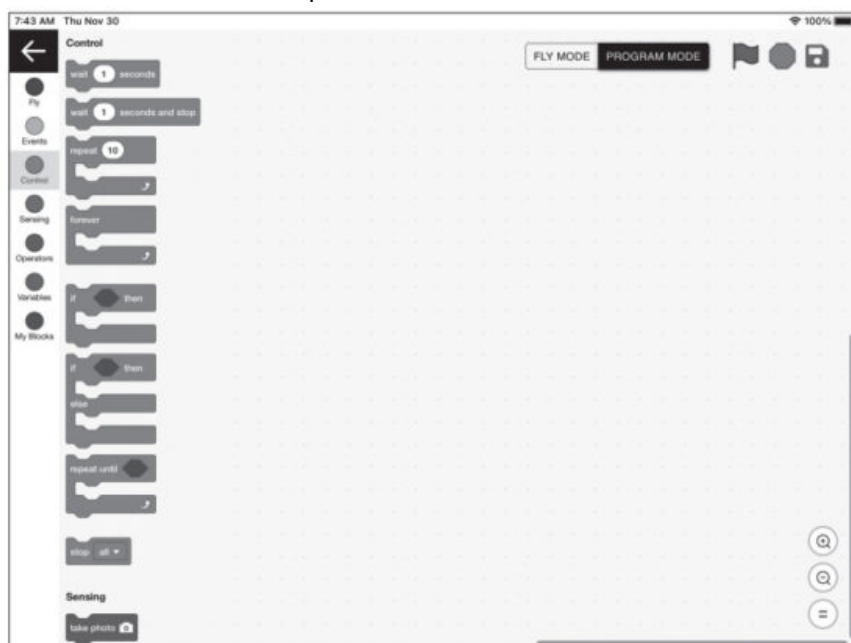 7:43 AM Thu Nov 30
100%
Control
FLY MODE PROGRAM MODE
wait 1 seconds
Fly
wait 1 seconds and stop
Events
repeat 10
Control
Sensing
forever
Operators
Variables
if then
My Blocks
if then
else
repeat until
stop all
Sensing
take photo